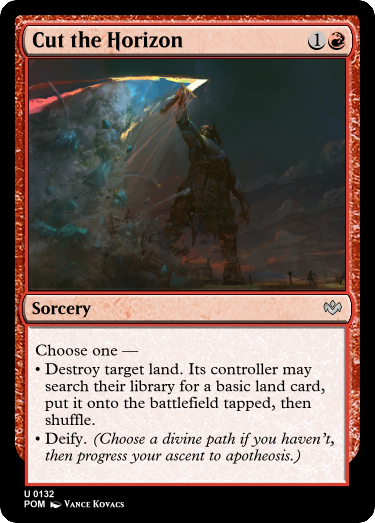 Cut the Horizon 1
Sorcery
Choose one —
• Destroy target land. Its controller may
search their library for a basic land card,
put it onto the battlefield tapped, then
shuffle.
• Deify. (Choose a divine path if you haven't,
then progress your ascent to apotheosis.)
U 0132
POM Vance Kovacs